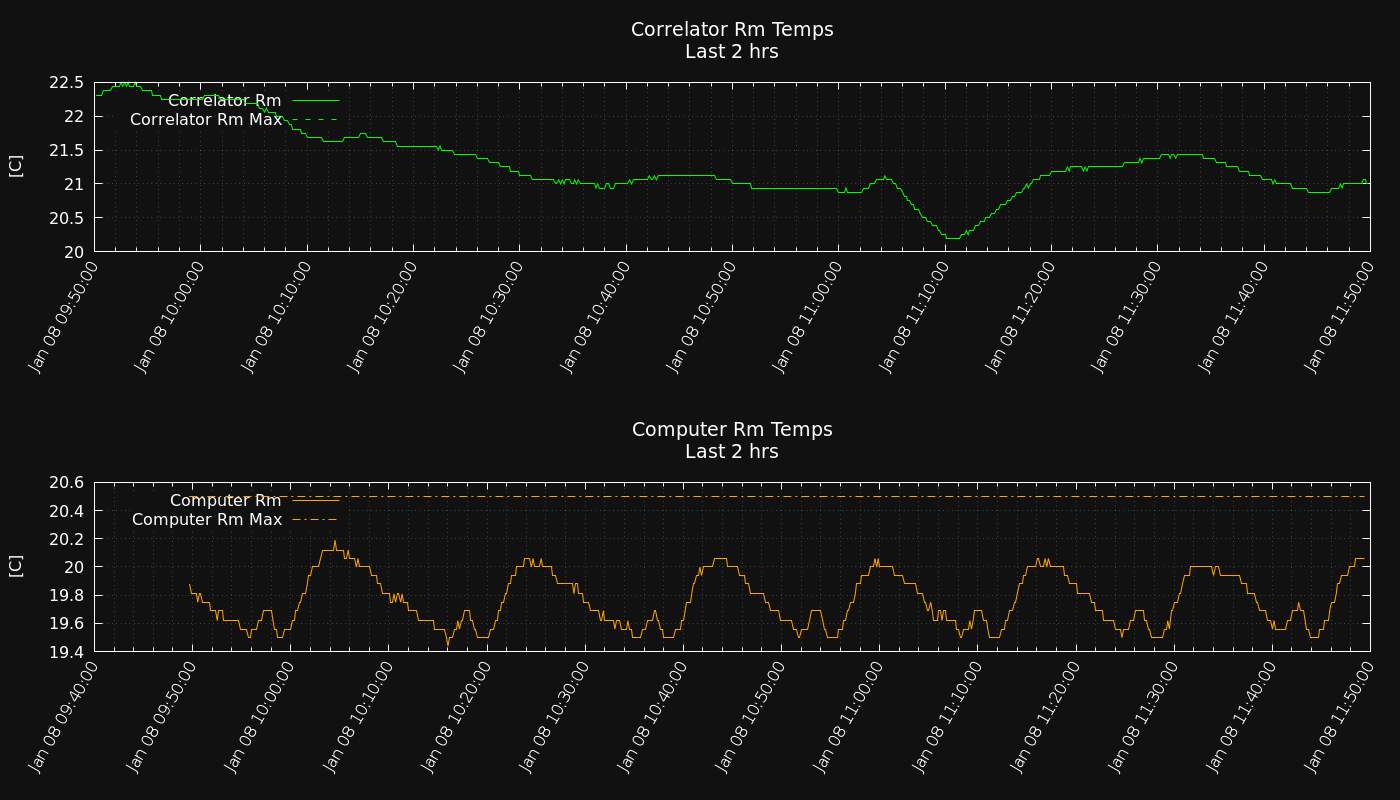 Correlator Rm Temps
Last 2 hrs
22.5
22
21.5
21
20.5
20
[C]
Correlator Rm
Correlator Rm Max
Jan 08 09:50:00
Jan 08 10:00:00
Jan 08 10:10:00
Jan 08 10:20:00
Jan 08 10:30:00
Jan 08 10:40:00
Jan 08 10:50:00
Jan 08 11:00:00
Jan 08 11:10:00
Jan 08 11:20:00
Jan 08 11:30:00
Jan 08 11:40:00
Jan 08 11:50:00
Computer Rm Temps
Last 2 hrs
20.6
20.4
20.2
20
19.8
19.6
19.4
[C]
Computer Rm
Computer Rm Max
Jan 08 09:40:00
Jan 08 09:50:00
Jan 08 10:00:00
Jan 08 10:10:00
Jan 08 10:20:00
Jan 08 10:30:00
Jan 08 10:40:00
Jan 08 10:50:00
Jan 08 11:00:00
Jan 08 11:10:00
Jan 08 11:20:00
Jan 08 11:30:00
Jan 08 11:40:00
Jan 08 11:50:00